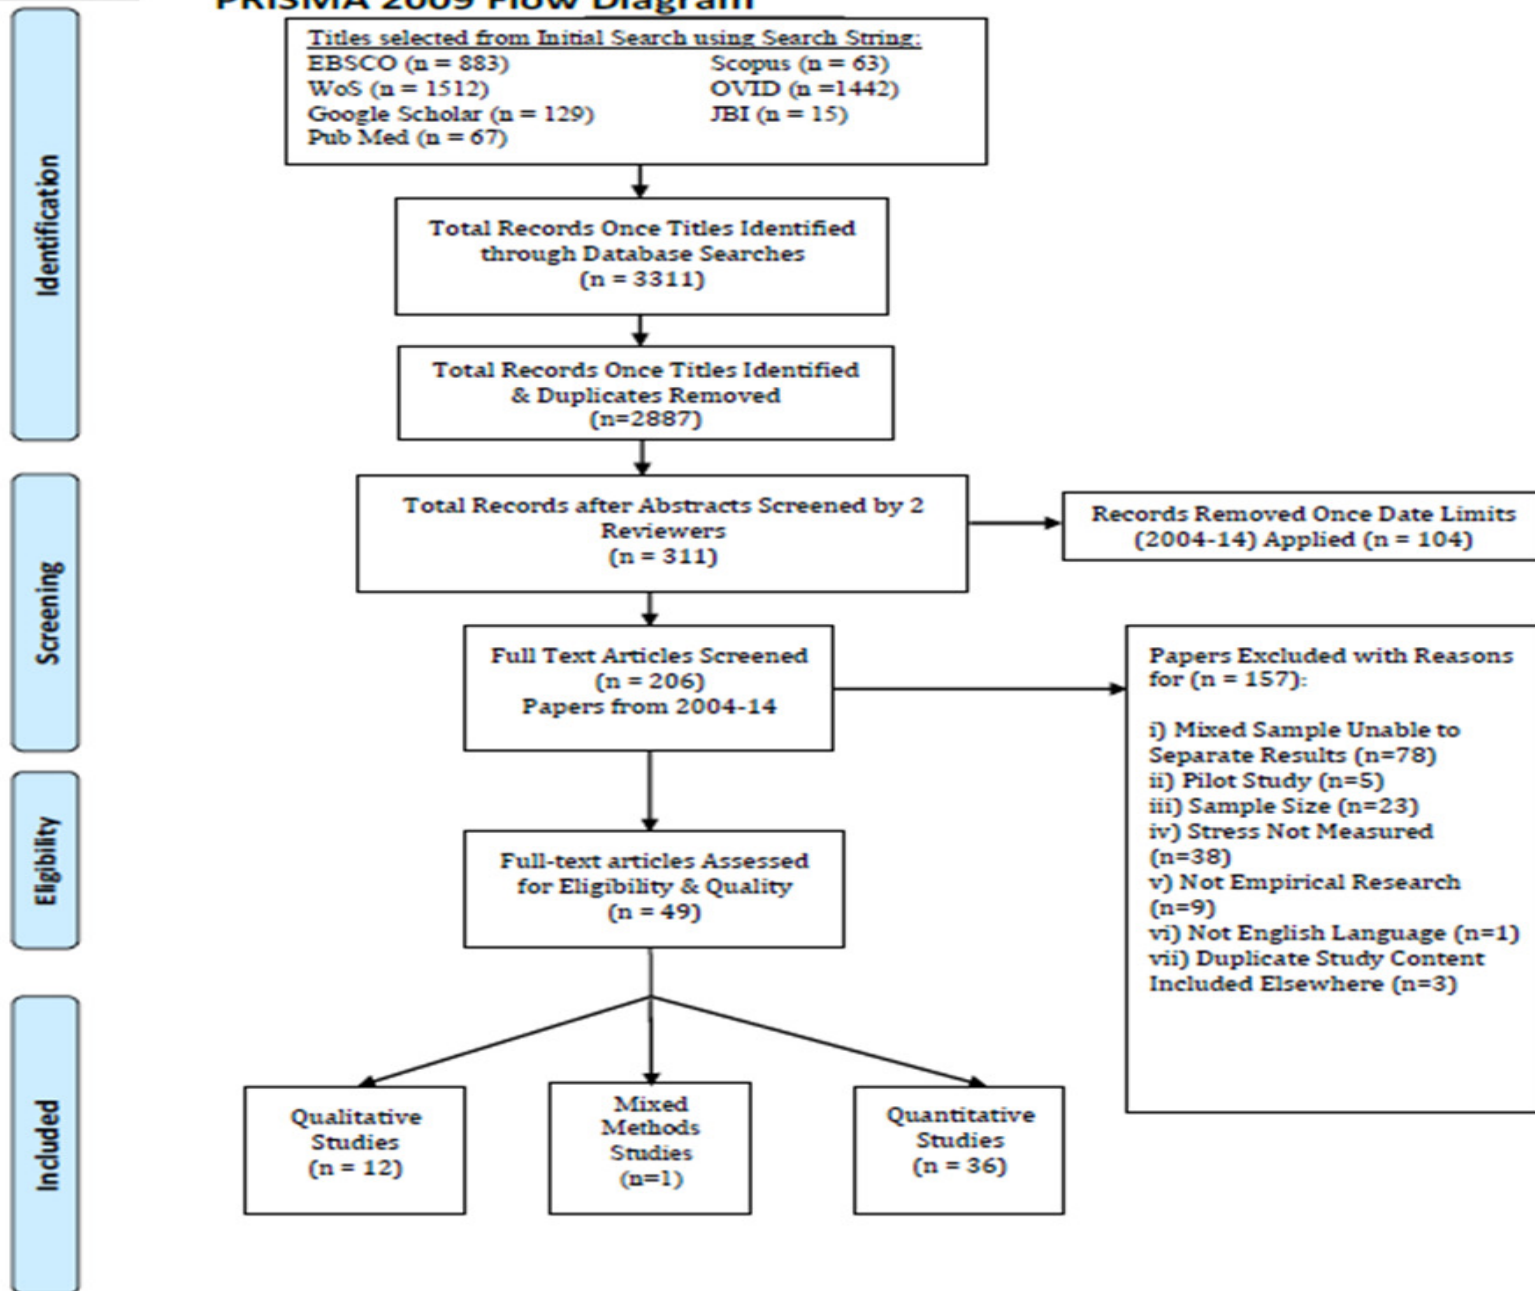 PRISMA 2009 Flow Diagram
Identification
Titles selected from Initial Search using Search String:
EBSCO (n = 883) Scopus (n = 63)
WoS (n = 1512) OVID (n =1442)
Google Scholar (n = 129) JBI (n = 15)
Pub Med (n = 67)
Total Records Once Titles Identified
through Database Searches
(n = 3311)
Total Records Once Titles Identified
& Duplicates Removed
(n=2887)
Screening
Total Records after Abstracts Screened by 2
Reviewers
(n = 311)
Records Removed Once Date Limits
(2004-14) Applied (n = 104)
Full Text Articles Screened
(n = 206)
Papers from 2004-14
Papers Excluded with Reasons
for (n = 157):
i) Mixed Sample Unable to
Separate Results (n=78)
ii) Pilot Study (n=5)
iii) Sample Size (n=23)
iv) Stress Not Measured
(n=38)
v) Not Empirical Research
(n=9)
vi) Not English Language (n=1)
vii) Duplicate Study Content
Included Elsewhere (n=3)
Eligibility
Full-text articles Assessed
for Eligibility & Quality
(n = 49)
Included
Qualitative
Studies
(n = 12)
Mixed
Methods
Studies
(n=1)
Quantitative
Studies
(n = 36)